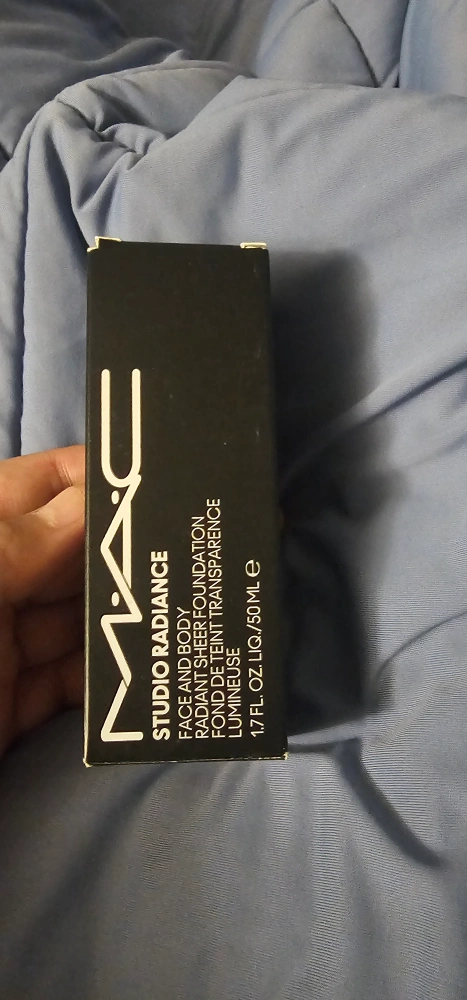 MAC
STUDIO RADIANCE
FACE AND BODY
RADIANT SHEER FOUNDATION
FOND DE TEINT TRANSPARENCE
LUMINEUSE
1.7 FL. OZ. LIQ./50 ML ℮